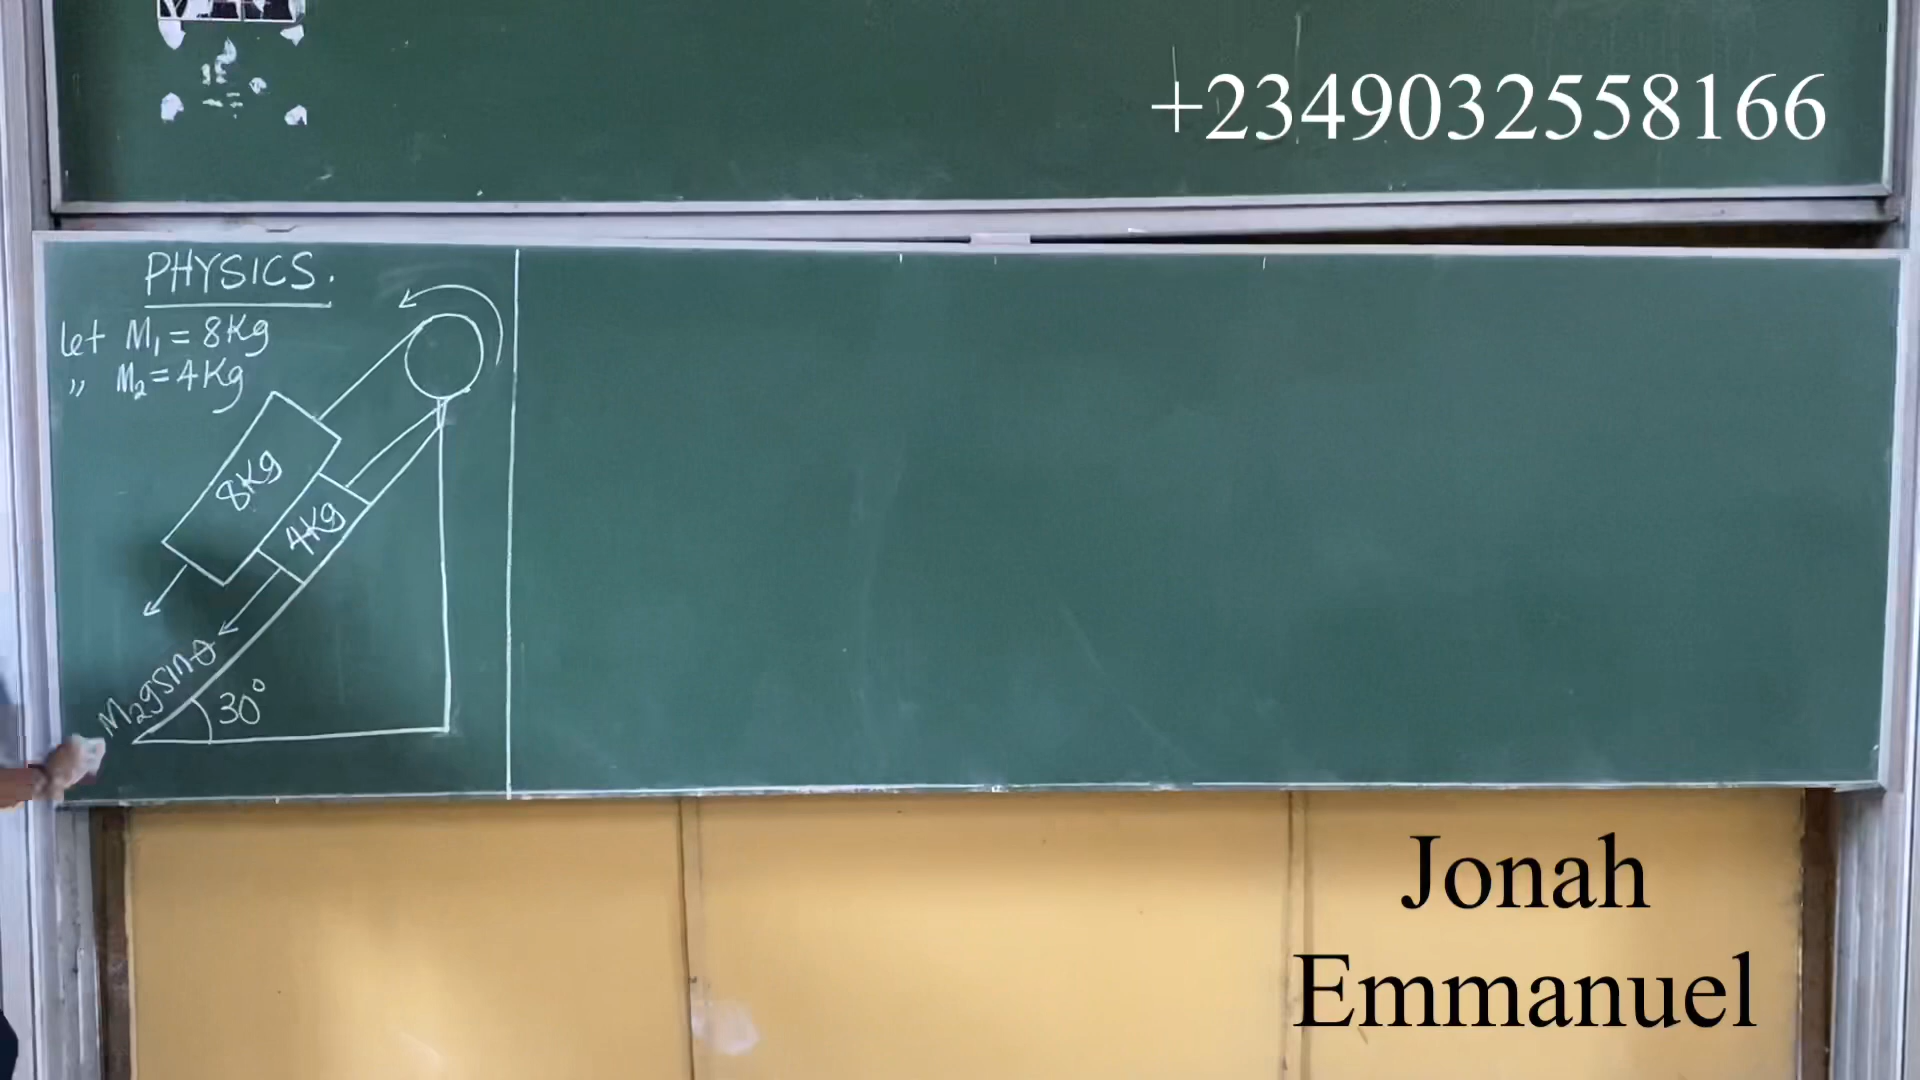 +2349032558166
PHYSICS.
let M₁ = 8Kg
,, M₂ = 4Kg
8Kg
4Kg
M₂gsinθ
30°
Jonah
Emmanuel